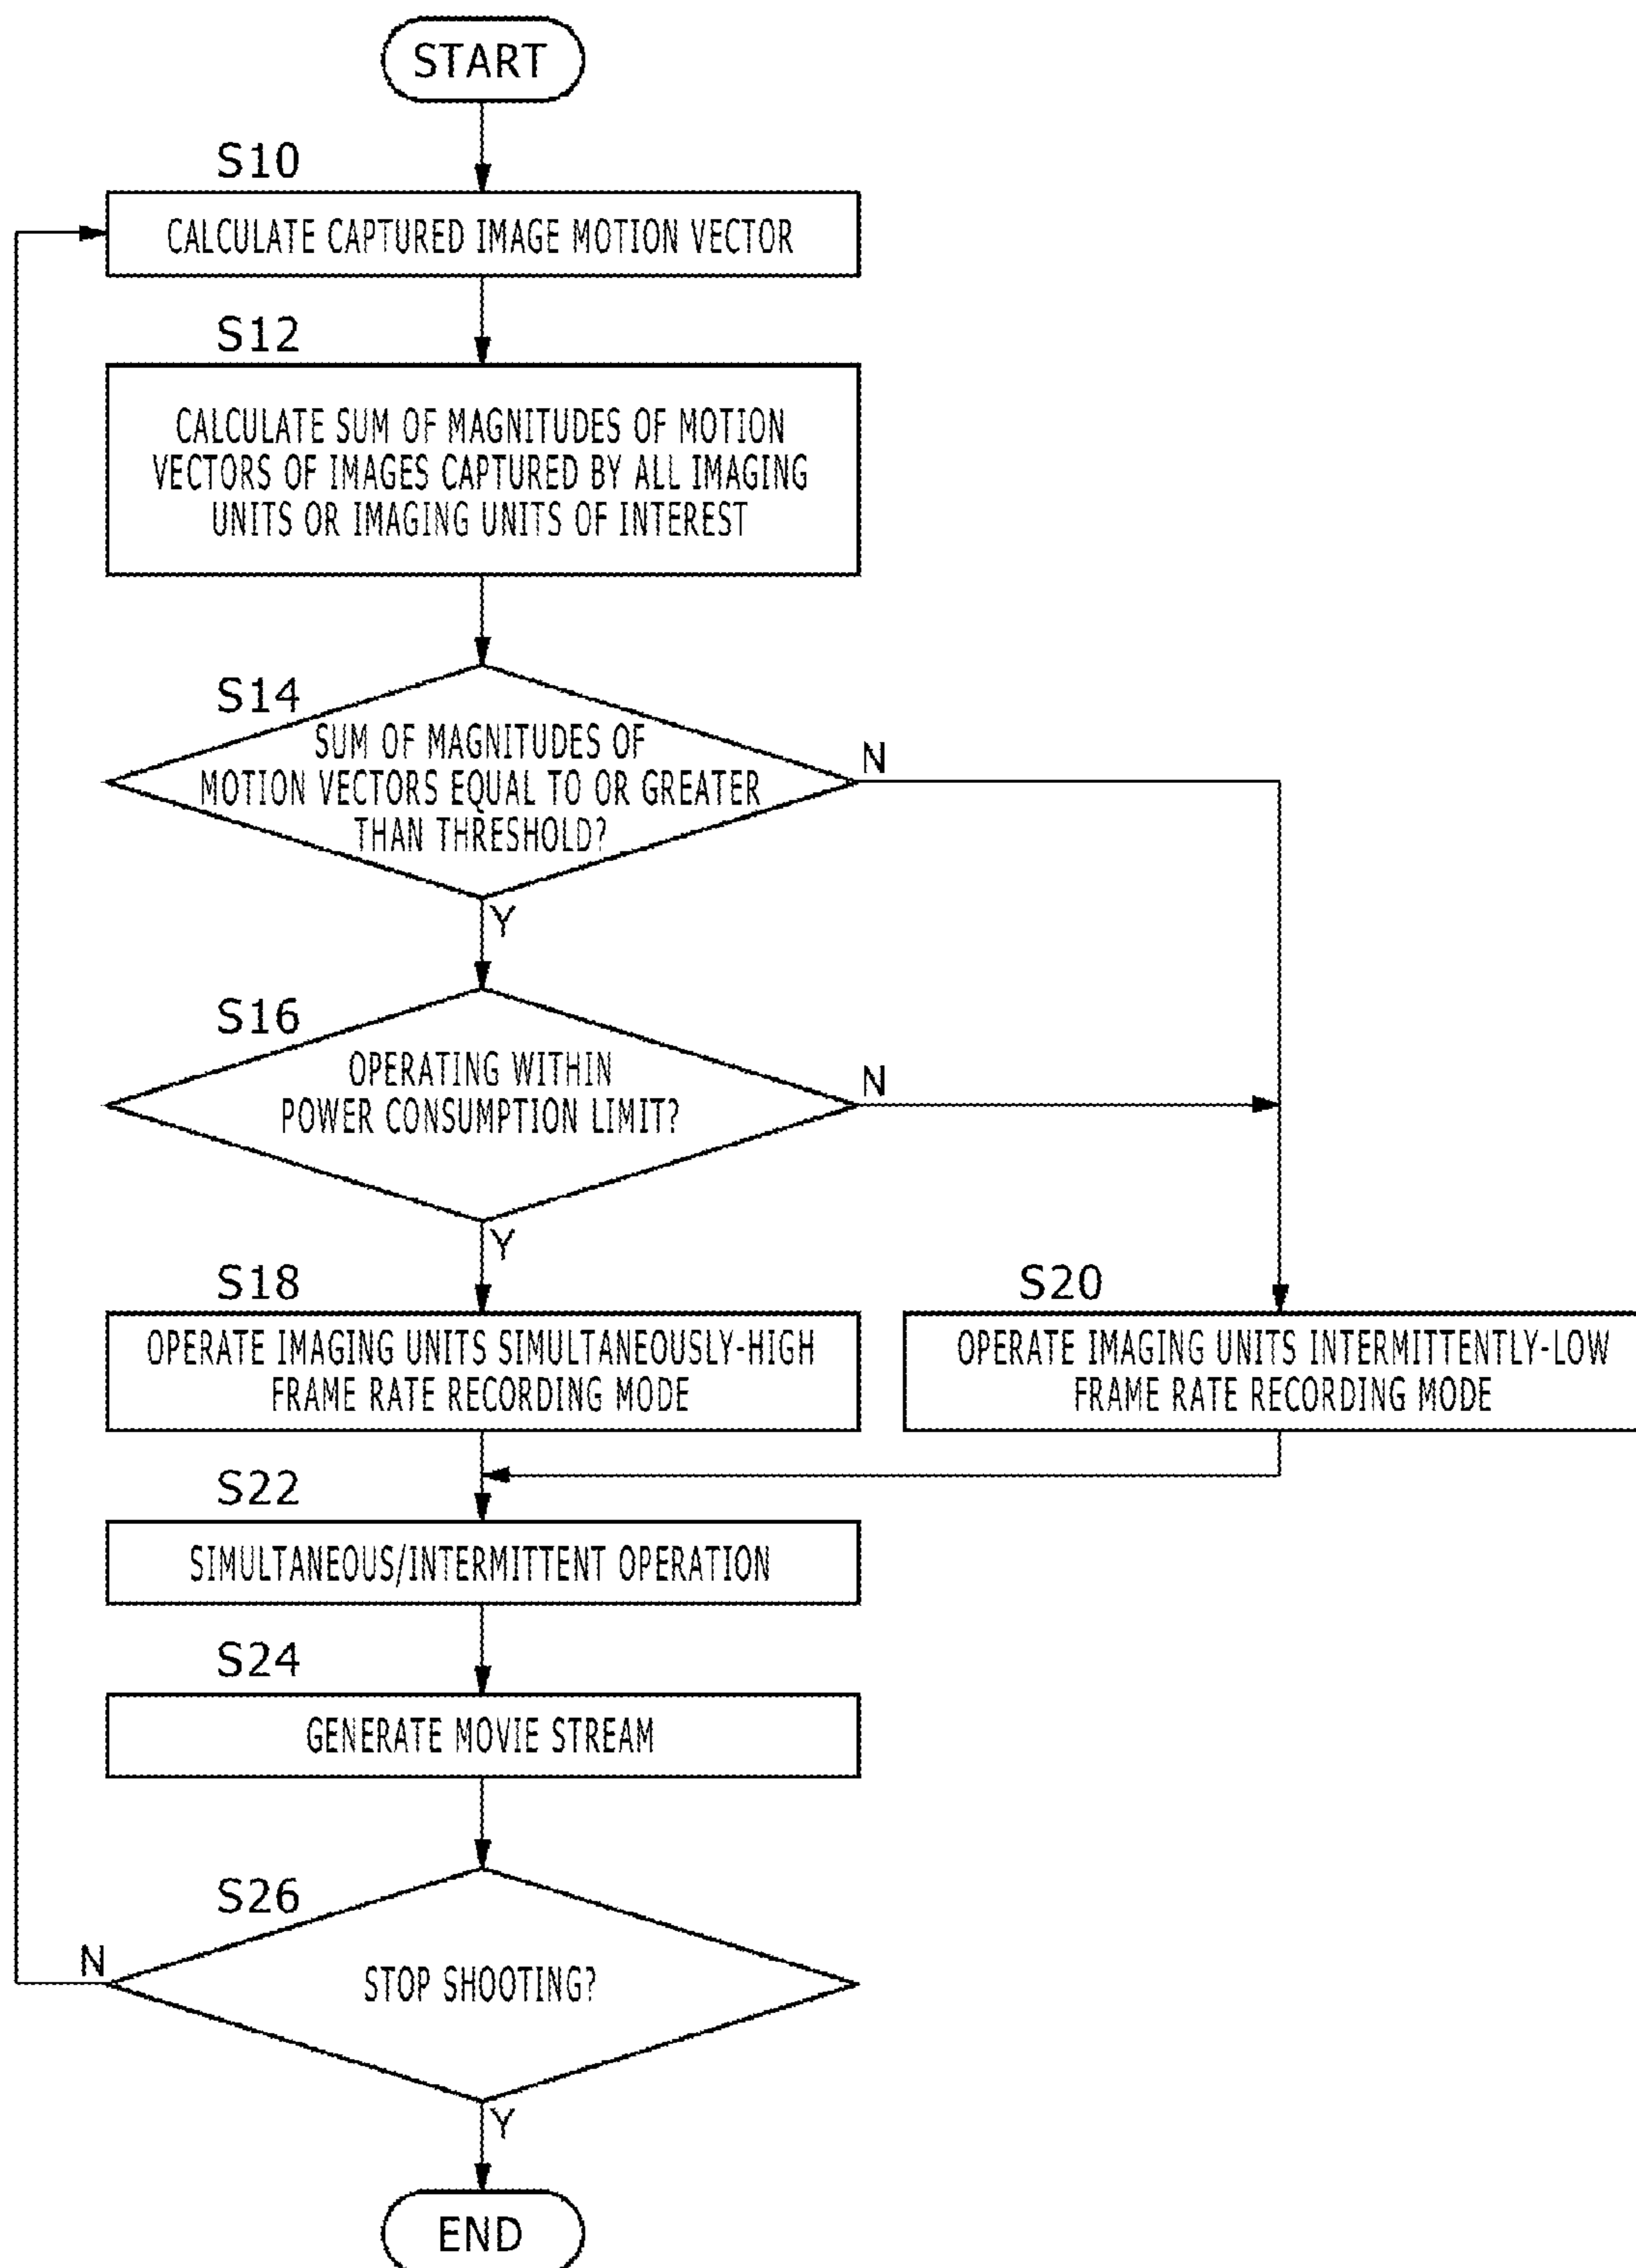 START
S10
CALCULATE CAPTURED IMAGE MOTION VECTOR
S12
CALCULATE SUM OF MAGNITUDES OF MOTION
VECTORS OF IMAGES CAPTURED BY ALL IMAGING
UNITS OR IMAGING UNITS OF INTEREST
S14
SUM OF MAGNITUDES OF
MOTION VECTORS EQUAL TO OR GREATER
THAN THRESHOLD?
N
Y
S16
OPERATING WITHIN
POWER CONSUMPTION LIMIT?
N
Y
S18
OPERATE IMAGING UNITS SIMULTANEOUSLY-HIGH
FRAME RATE RECORDING MODE
S20
OPERATE IMAGING UNITS INTERMITTENTLY-LOW
FRAME RATE RECORDING MODE
S22
SIMULTANEOUS/INTERMITTENT OPERATION
S24
GENERATE MOVIE STREAM
S26
STOP SHOOTING?
N
Y
END